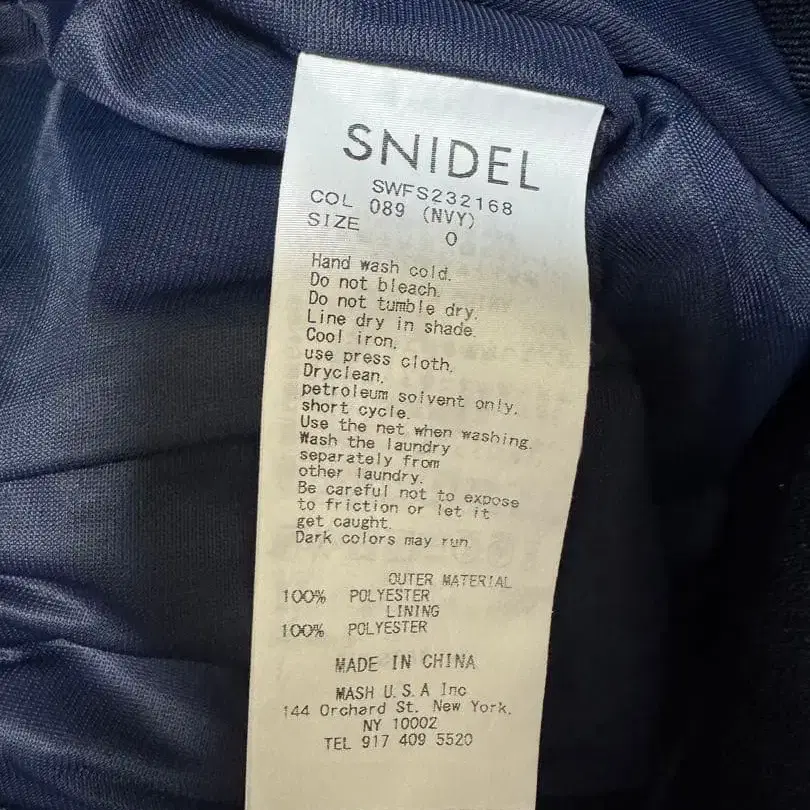 SNIDEL
SWFS232168
COL 089 (NVY)
SIZE 0
Hand wash cold.
Do not bleach.
Do not tumble dry.
Line dry in shade.
Cool iron,
use press cloth.
Dryclean,
petroleum solvent only,
short cycle.
Use the net when washing.
Wash the laundry
separately from
other laundry.
Be careful not to expose
to friction or let it
get caught.
Dark colors may run.
OUTER MATERIAL
100% POLYESTER
LINING
100% POLYESTER
MADE IN CHINA
MASH U.S.A Inc
144 Orchard St. New York,
NY 10002
TEL 917 409 5520